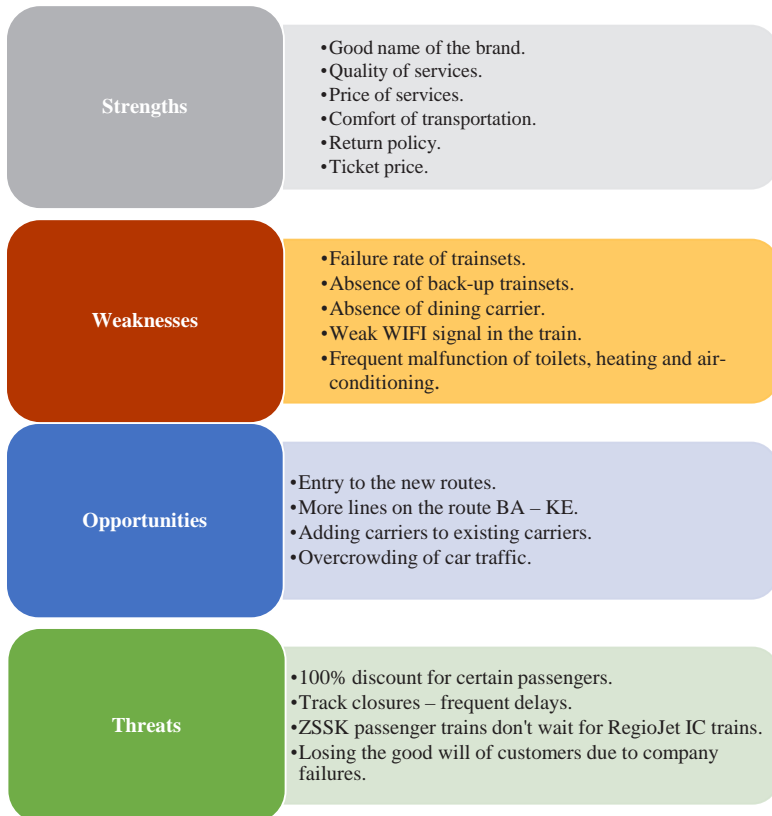 Strengths
•Good name of the brand.
•Quality of services.
•Price of services.
•Comfort of transportation.
•Return policy.
•Ticket price.
Weaknesses
•Failure rate of trainsets.
•Absence of back-up trainsets.
•Absence of dining carrier.
•Weak WIFI signal in the train.
•Frequent malfunction of toilets, heating and air-
conditioning.
Opportunities
•Entry to the new routes.
•More lines on the route BA – KE.
•Adding carriers to existing carriers.
•Overcrowding of car traffic.
Threats
•100% discount for certain passengers.
•Track closures – frequent delays.
•ZSSK passenger trains don't wait for RegioJet IC trains.
•Losing the good will of customers due to company
failures.